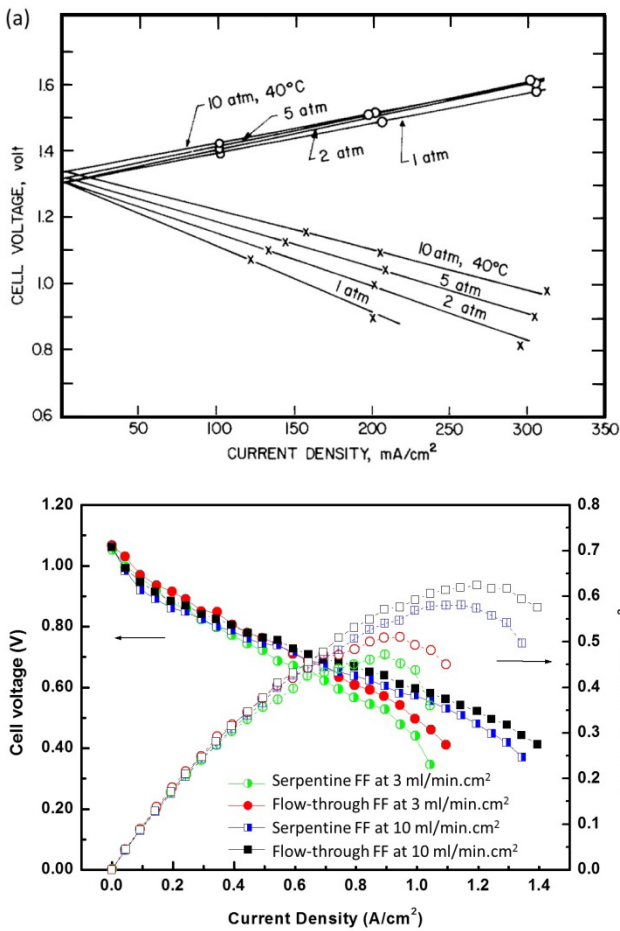 (a)
1.6
1.4
1.2
1.0
0.8
0.6
CELL VOLTAGE, volt
10 atm, 40°C
5 atm
2 atm
1 atm
10 atm, 40°C
5 atm
2 atm
1 atm
50 100 150 200 250 300 350
CURRENT DENSITY, mA/cm²
1.20
1.00
0.80
0.60
0.40
0.20
0.00
Cell voltage (V)
0.8
0.7
0.6
0.5
0.4
0.3
0.2
0.1
0.0
Serpentine FF at 3 ml/min.cm²
Flow-through FF at 3 ml/min.cm²
Serpentine FF at 10 ml/min.cm²
Flow-through FF at 10 ml/min.cm²
0.0 0.2 0.4 0.6 0.8 1.0 1.2 1.4
Current Density (A/cm²)